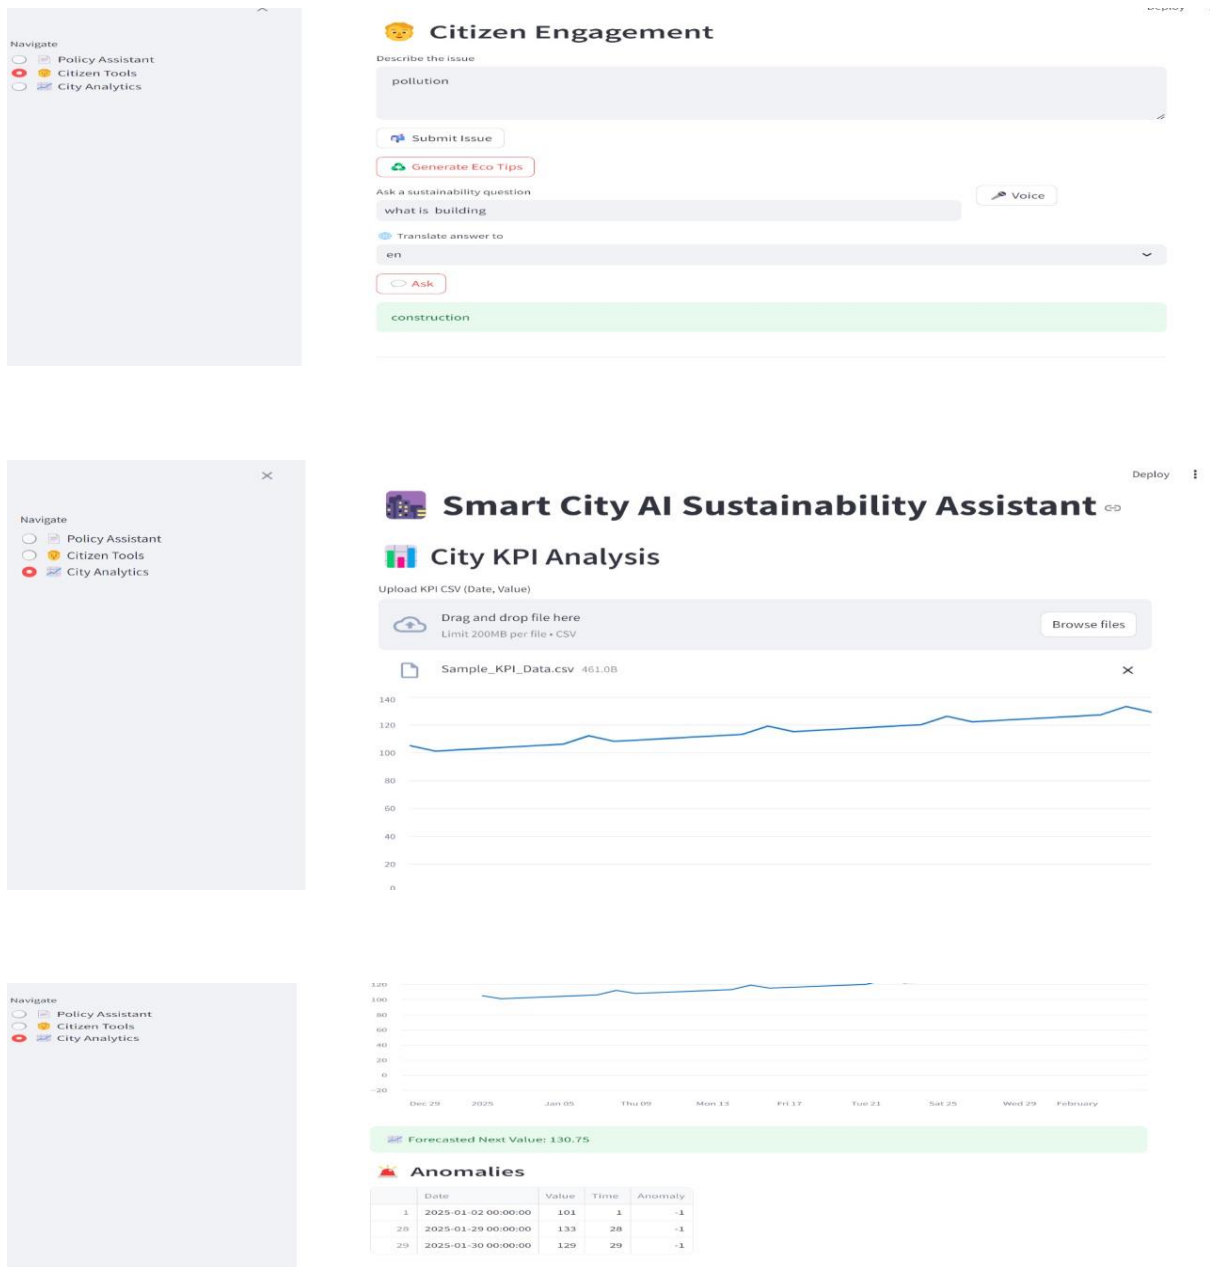 Deploy
Navigate
Policy Assistant
Citizen Tools
City Analytics
Citizen Engagement
Describe the issue
pollution
Submit Issue
Generate Eco Tips
Ask a sustainability question
Voice
what is building
Translate answer to
en
Ask
construction
Deploy
Navigate
Policy Assistant
Citizen Tools
City Analytics
Smart City AI Sustainability Assistant
City KPI Analysis
Upload KPI CSV (Date, Value)
Drag and drop file here
Limit 200MB per file • CSV
Browse files
Sample_KPI_Data.csv 461.0B
140
120
100
80
60
40
20
0
Navigate
Policy Assistant
Citizen Tools
City Analytics
120
100
80
60
40
20
0
-20
Dec 29 2025 Jan 05 Thu 09 Mon 13 Fri 17 Tue 21 Sat 25 Wed 29 February
Forecasted Next Value: 130.75
Anomalies
Date Value Time Anomaly
1 2025-01-02 00:00:00 101 1 -1
28 2025-01-29 00:00:00 133 28 -1
29 2025-01-30 00:00:00 129 29 -1